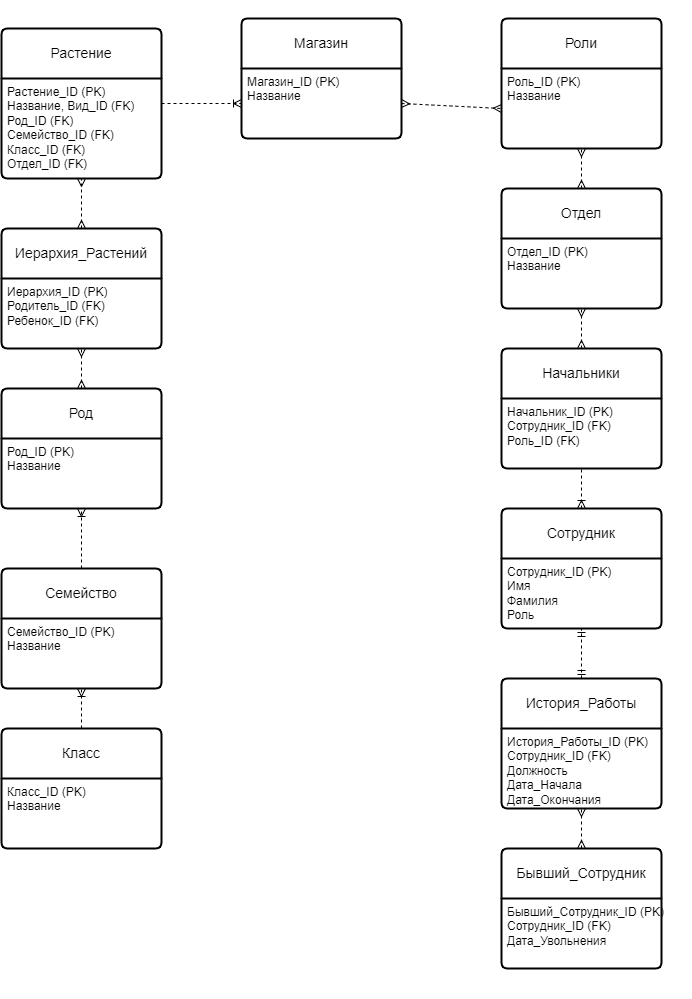 Растение
Растение_ID (PK)
Название, Вид_ID (FK)
Род_ID (FK)
Семейство_ID (FK)
Класс_ID (FK)
Отдел_ID (FK)
Магазин
Магазин_ID (PK)
Название
Роли
Роль_ID (PK)
Название
Иерархия_Растений
Иерархия_ID (PK)
Родитель_ID (FK)
Ребенок_ID (FK)
Отдел
Отдел_ID (PK)
Название
Род
Род_ID (PK)
Название
Начальники
Начальник_ID (PK)
Сотрудник_ID (FK)
Роль_ID (FK)
Семейство
Семейство_ID (PK)
Название
Сотрудник
Сотрудник_ID (PK)
Имя
Фамилия
Роль
Класс
Класс_ID (PK)
Название
История_Работы
История_Работы_ID (PK)
Сотрудник_ID (FK)
Должность
Дата_Начала
Дата_Окончания
Бывший_Сотрудник
Бывший_Сотрудник_ID (PK)
Сотрудник_ID (FK)
Дата_Увольнения